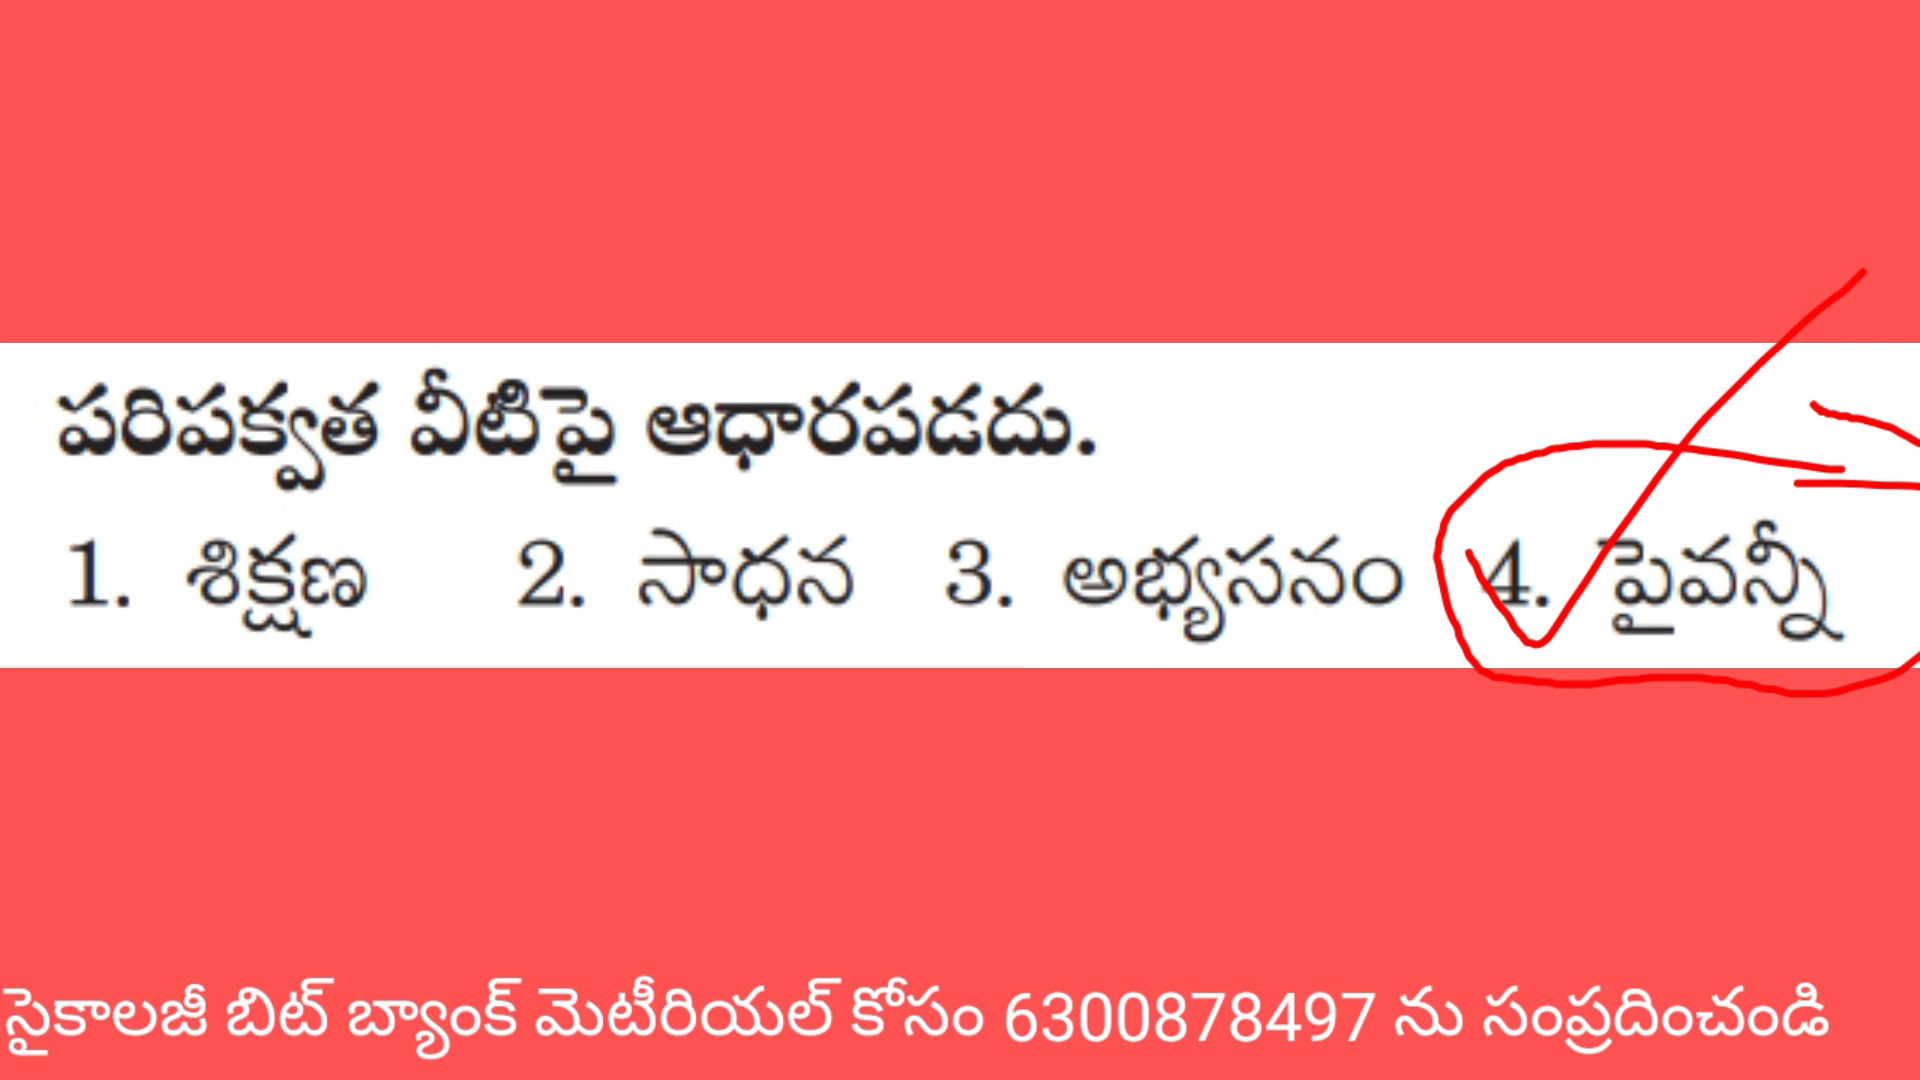 పరిపక్వత వీటిపై ఆధారపడదు.
1. శిక్షణ 2. సాధన 3. అభ్యసనం 4. పైవన్నీ
సైకాలజీ బిట్ బ్యాంక్ మెటీరియల్ కోసం 6300878497 ను సంప్రదించండి